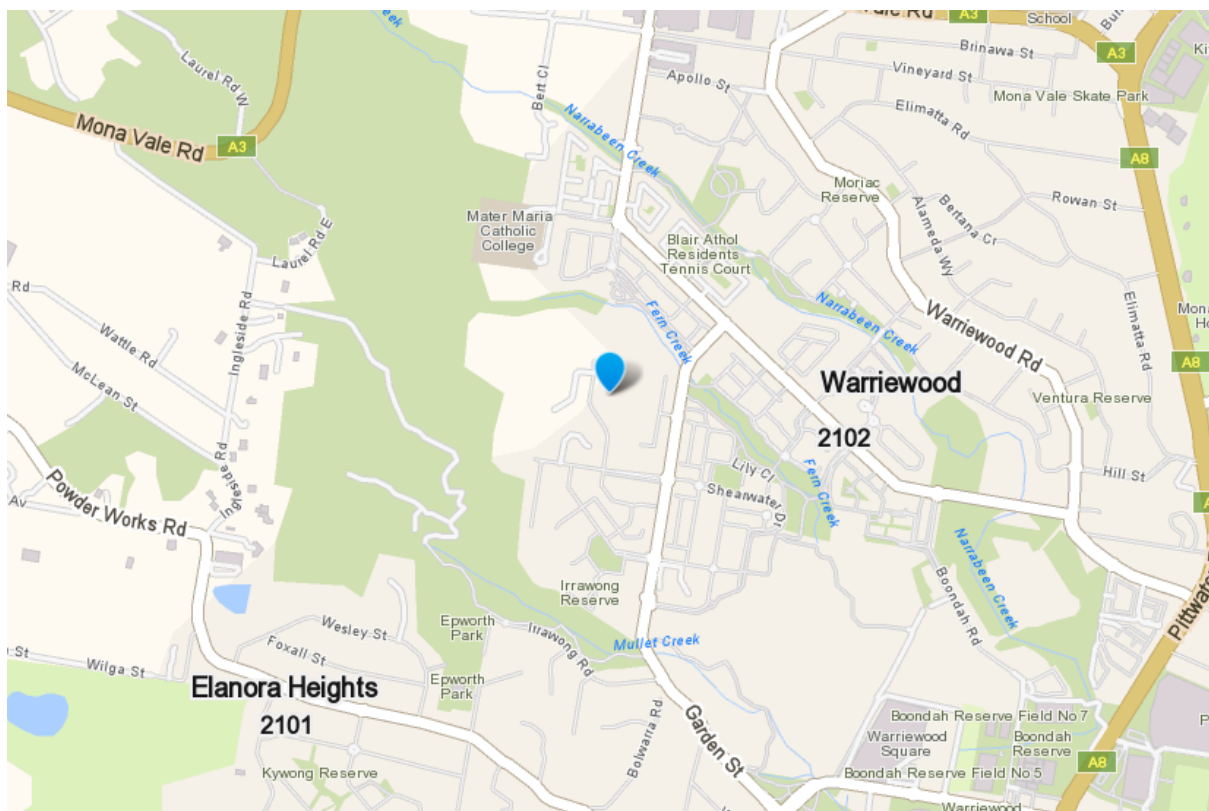 Vale Rd
A3
School
Brinawa St
Laurel Rd W
A3
Bert Cl
Apollo St
Vineyard St
Mona Vale Skate Park
Elimatta Rd
Mona Vale Rd
A3
Narrabeen Creek
A8
Moriac
Reserve
Rowan St
Bertana Cr
Alameda Wy
Mater Maria
Catholic
College
Laurel Rd E
Blair Athol
Residents
Tennis Court
Rd
Wattle Rd
Ingleside Rd
Fern Creek
Narrabeen Creek
Warriewood Rd
Elimatta Rd
McLean St
A8
Warriewood
2102
Ventura Reserve
Ingleside Rd
Powder Works Rd
Av
Lily Cl
Shearwater Dr
Fern Creek
Hill St
Narrabeen Creek
Irrawong
Reserve
Boondah Rd
Pittwater
Epworth
Park
Wesley St
Foxall St
Irrawong Rd
Mullet Creek
Wilga St
Elanora Heights
2101
Epworth
Park
Bolwarra Rd
Garden St
Boondah Reserve Field No 7
Warriewood
Square
Boondah
Reserve
A8
Kywong Reserve
Boondah Reserve Field No 5
Warriewood